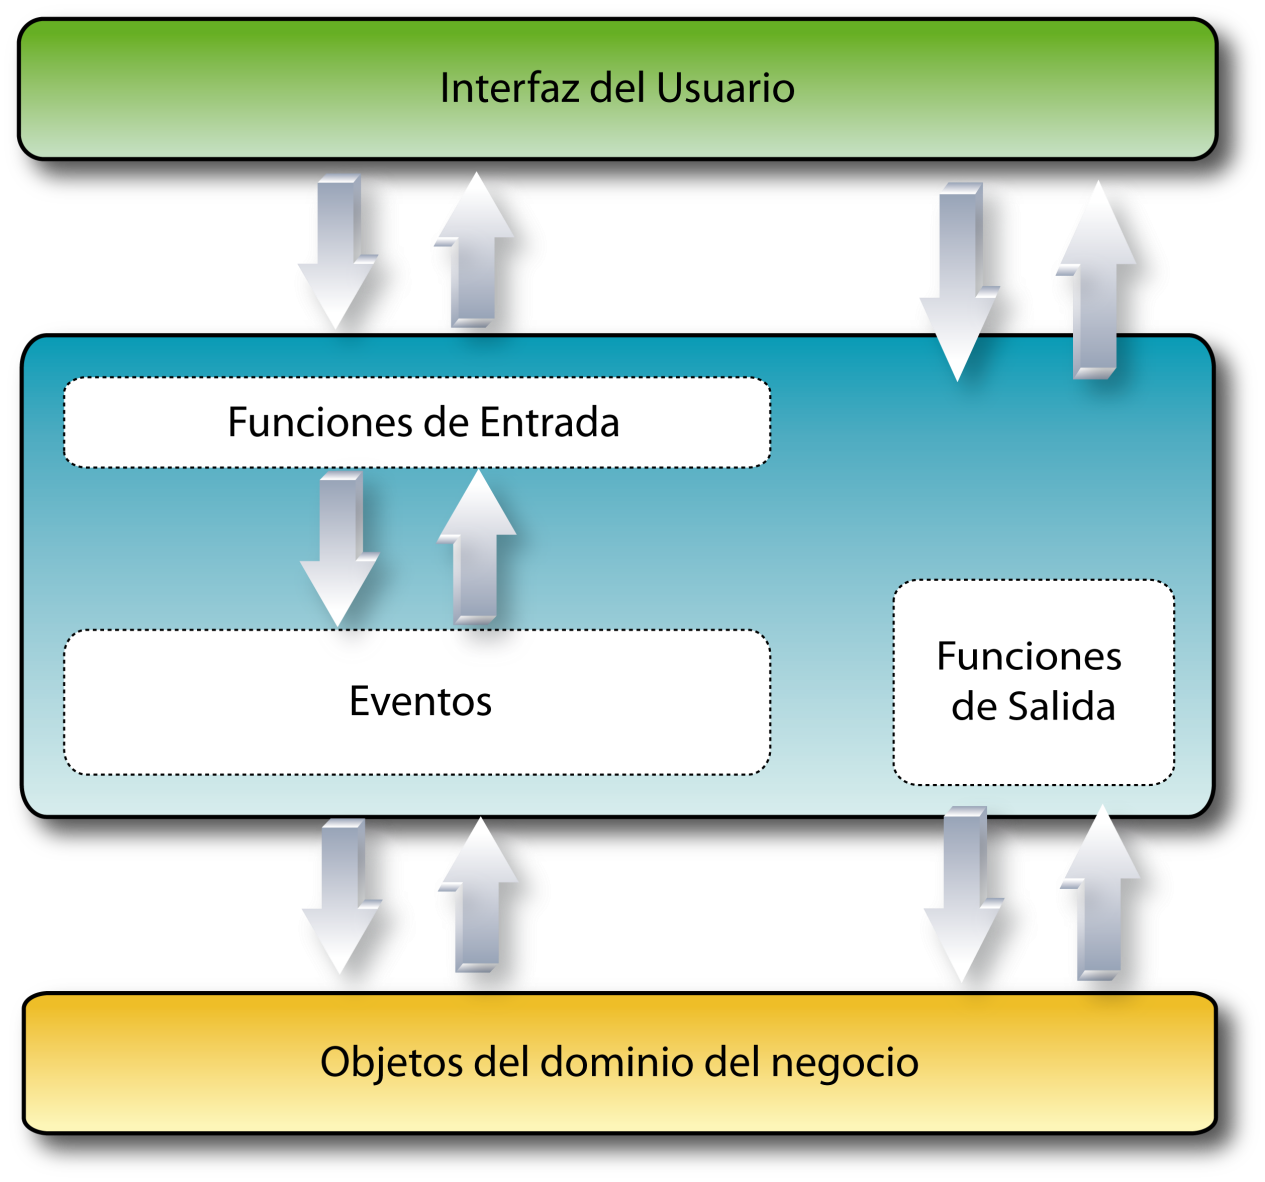 Interfaz del Usuario
Funciones de Entrada
Eventos
Funciones
de Salida
Objetos del dominio del negocio